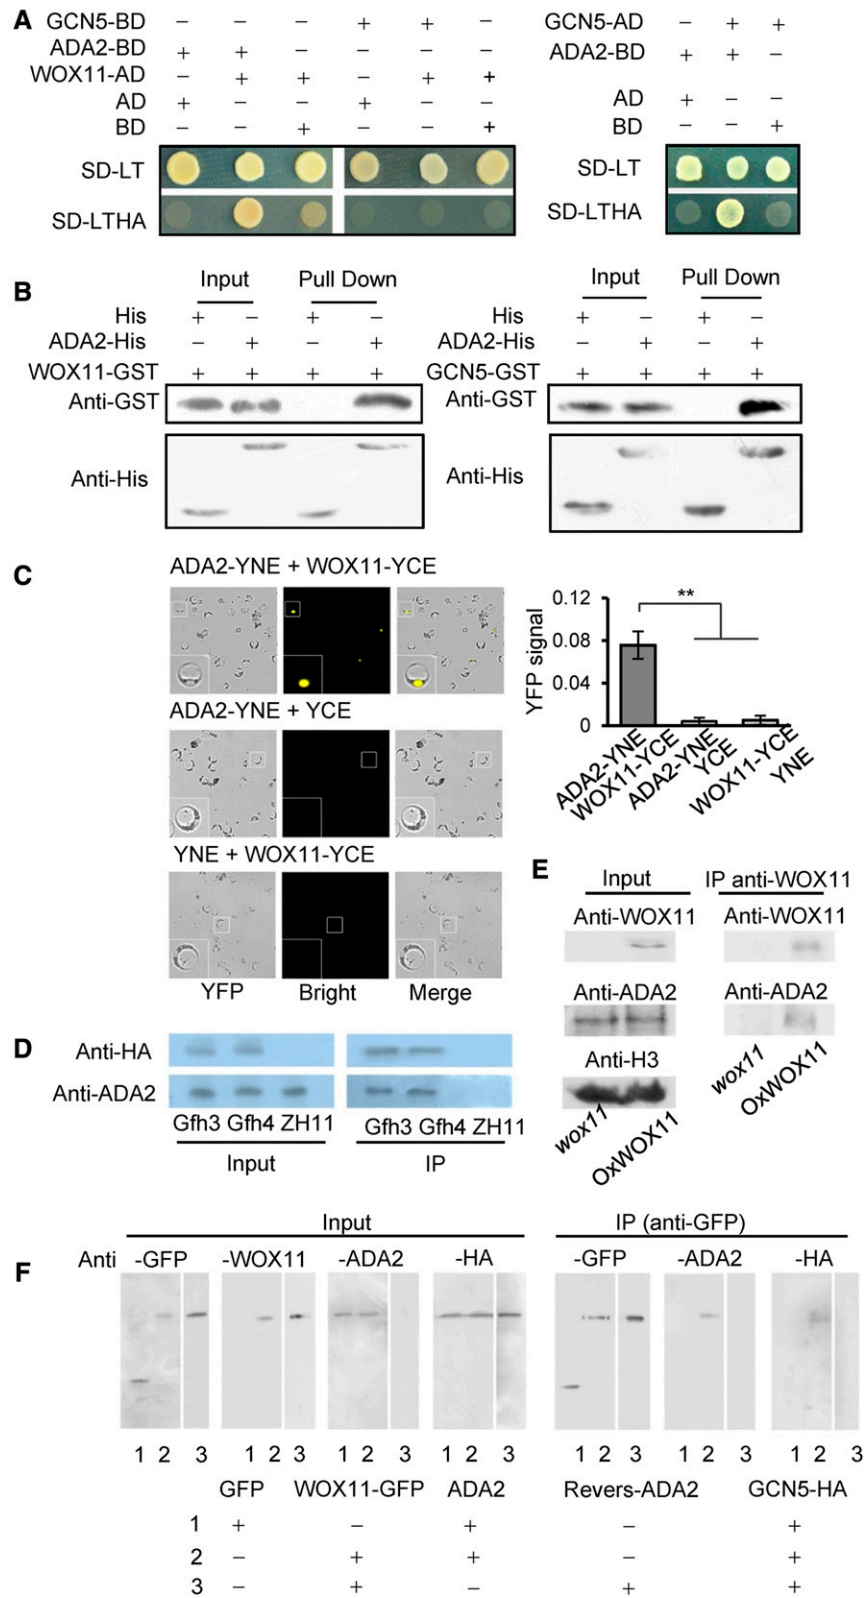 A
GCN5-BD – – – + + –
ADA2-BD + + – – – –
WOX11-AD – + + – + +
AD + – – + – –
BD – – + – – +
SD-LT
SD-LTHA
GCN5-AD – + +
ADA2-BD + + –
AD + – –
BD – – +
SD-LT
SD-LTHA
B
Input Pull Down
His + – + –
ADA2-His – + – +
WOX11-GST + + + +
Anti-GST
Anti-His
Input Pull Down
His + – + –
ADA2-His – + – +
GCN5-GST + + + +
Anti-GST
Anti-His
C
ADA2-YNE + WOX11-YCE
ADA2-YNE + YCE
YNE + WOX11-YCE
YFP Bright Merge
YFP signal
0.12
0.08
0.04
0
**
ADA2-YNE
WOX11-YCE
ADA2-YNE
YCE
WOX11-YCE
YNE
D
Anti-HA
Anti-ADA2
Gfh3 Gfh4 ZH11
Input
Gfh3 Gfh4 ZH11
IP
E
Input
Anti-WOX11
Anti-ADA2
Anti-H3
wox11
OxWOX11
IP anti-WOX11
Anti-WOX11
Anti-ADA2
wox11
OxWOX11
F
Input IP (anti-GFP)
Anti -GFP -WOX11 -ADA2 -HA -GFP -ADA2 -HA
1 2 3 1 2 3 1 2 3 1 2 3 1 2 3 1 2 3 1 2 3
GFP WOX11-GFP ADA2 Revers-ADA2 GCN5-HA
1 + – + – +
2 – + + – +
3 – + – + +